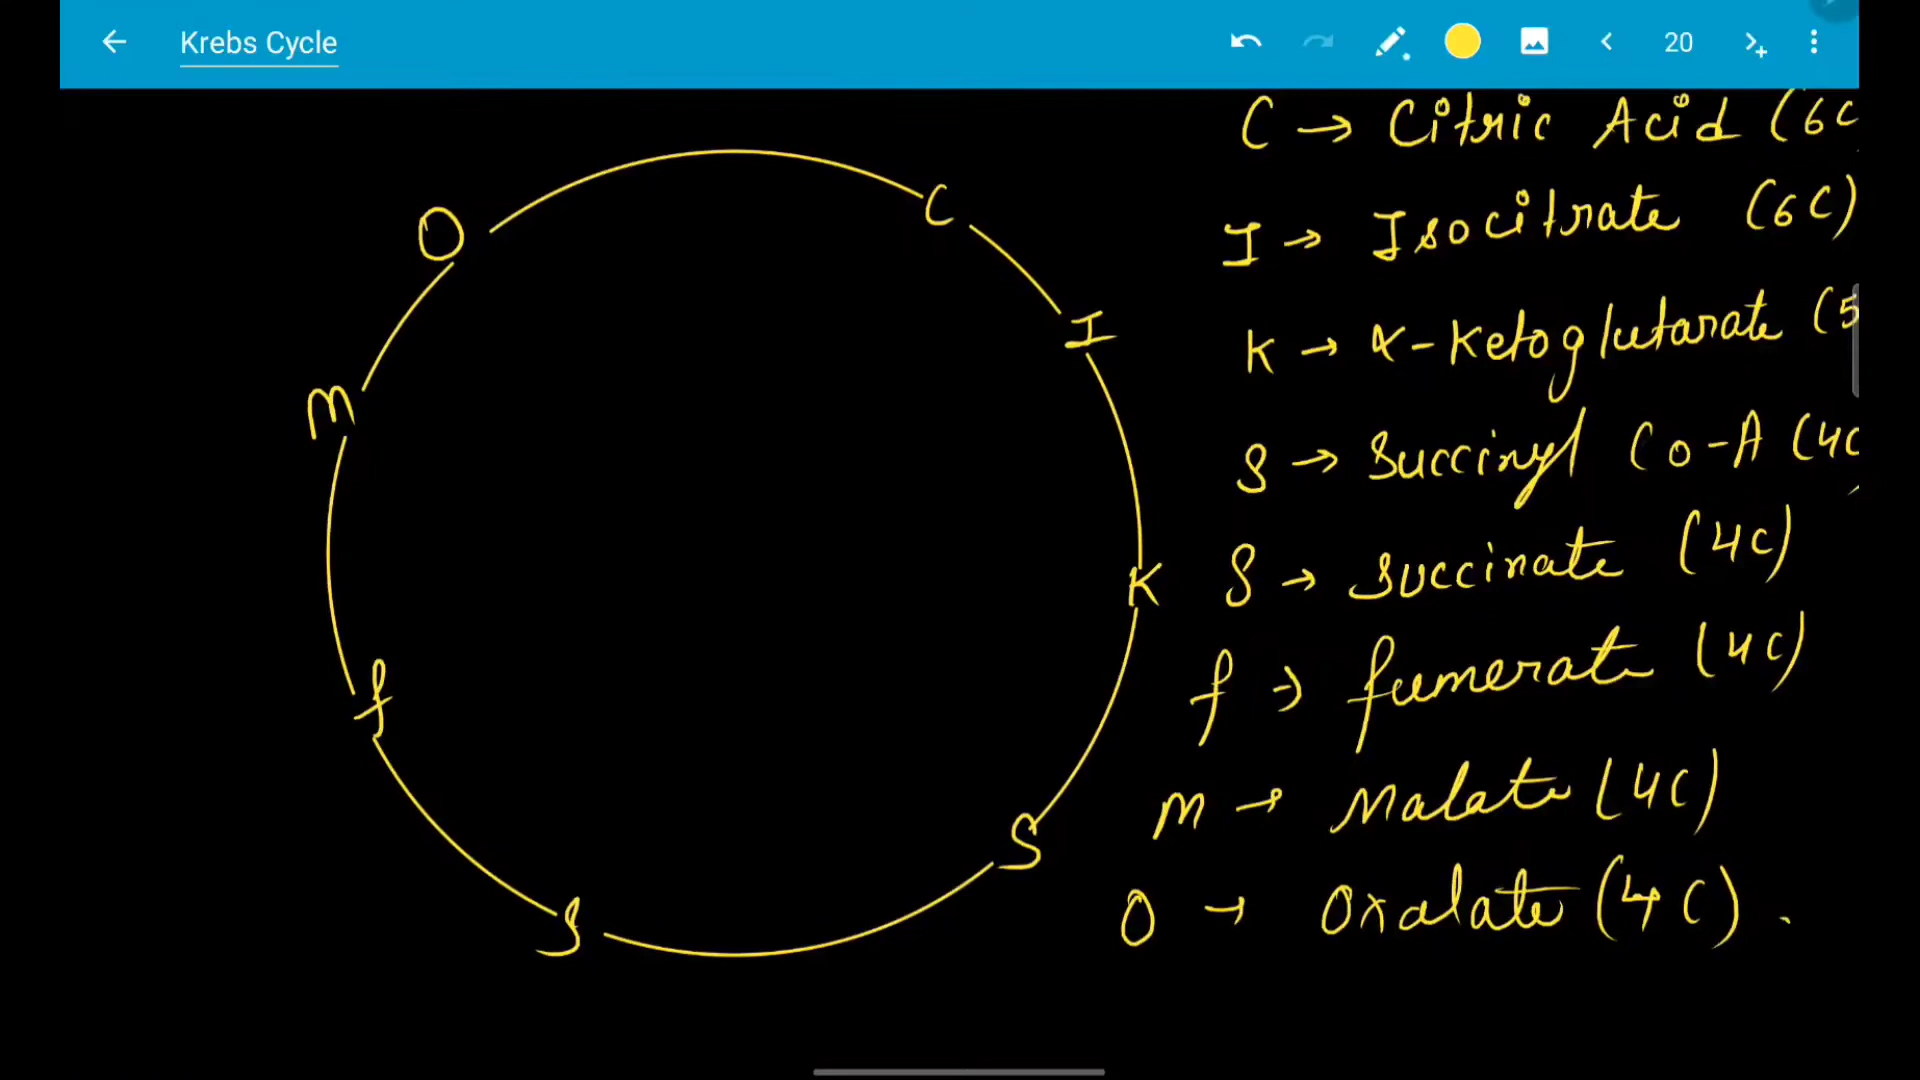 Krebs Cycle
20
C → Citric Acid (6C
I → Isocitrate (6C)
K → α-Ketoglutarate (5
S → Succinyl Co-A (4C
S → Succinate (4C)
f → fumerate (4C)
M → Malate (4C)
O → Oxalate (4C).
O
C
I
M
K
f
S
S